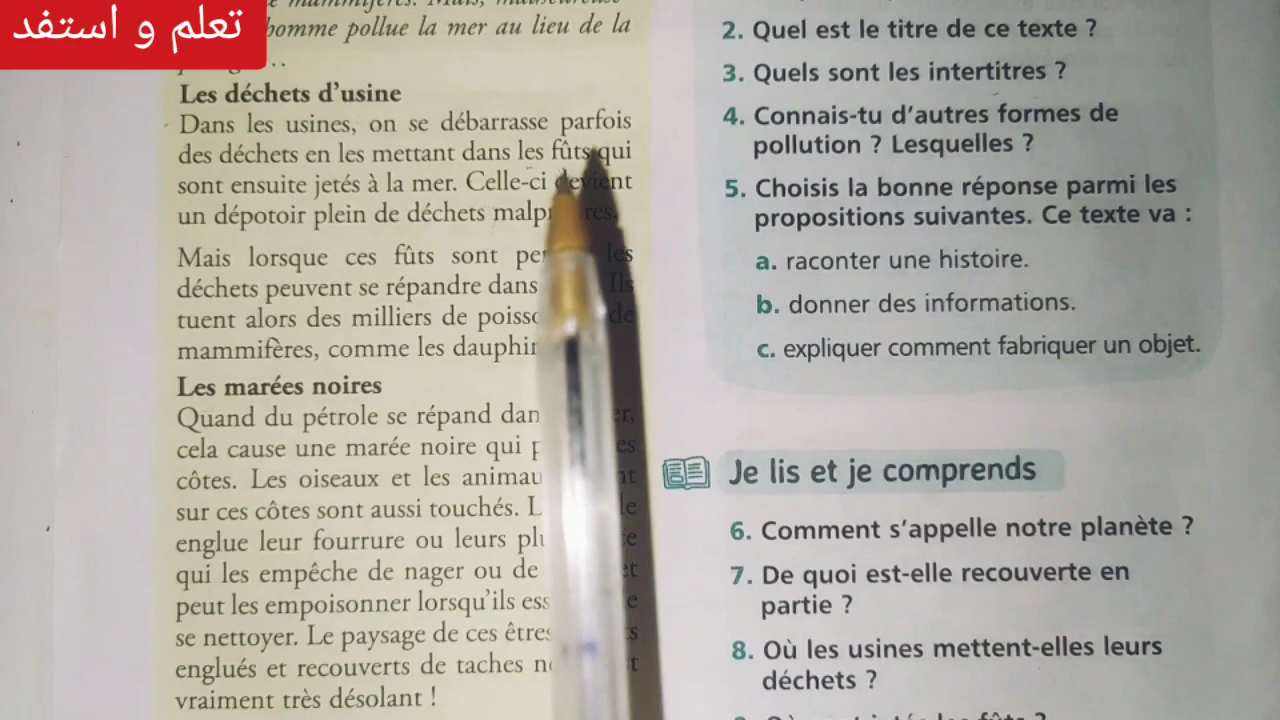 تعلم و استفد
mammifères. Mais,
homme pollue la mer au lieu de la
Les déchets d'usine
Dans les usines, on se débarrasse parfois
des déchets en les mettant dans les fûts qui
sont ensuite jetés à la mer. Celle-ci devient
un dépotoir plein de déchets
Mais lorsque ces fûts sont les
déchets peuvent se répandre dans Ils
tuent alors des milliers de de
mammifères, comme les
Les marées noires
Quand du pétrole se répand
cela cause une marée noire qui
côtes. Les oiseaux et les
sur ces côtes sont aussi touchés.
englue leur fourrure ou leurs
qui les empêche de nager ou de
peut les empoisonner lorsqu'ils
se nettoyer. Le paysage de ces
englués et recouverts de taches
vraiment très désolant !
2. Quel est le titre de ce texte ?
3. Quels sont les intertitres ?
4. Connais-tu d'autres formes de
pollution ? Lesquelles ?
5. Choisis la bonne réponse parmi les
propositions suivantes. Ce texte va :
a. raconter une histoire.
b. donner des informations.
c. expliquer comment fabriquer un objet.
Je lis et je comprends
6. Comment s'appelle notre planète ?
7. De quoi est-elle recouverte en
partie ?
8. Où les usines mettent-elles leurs
déchets ?